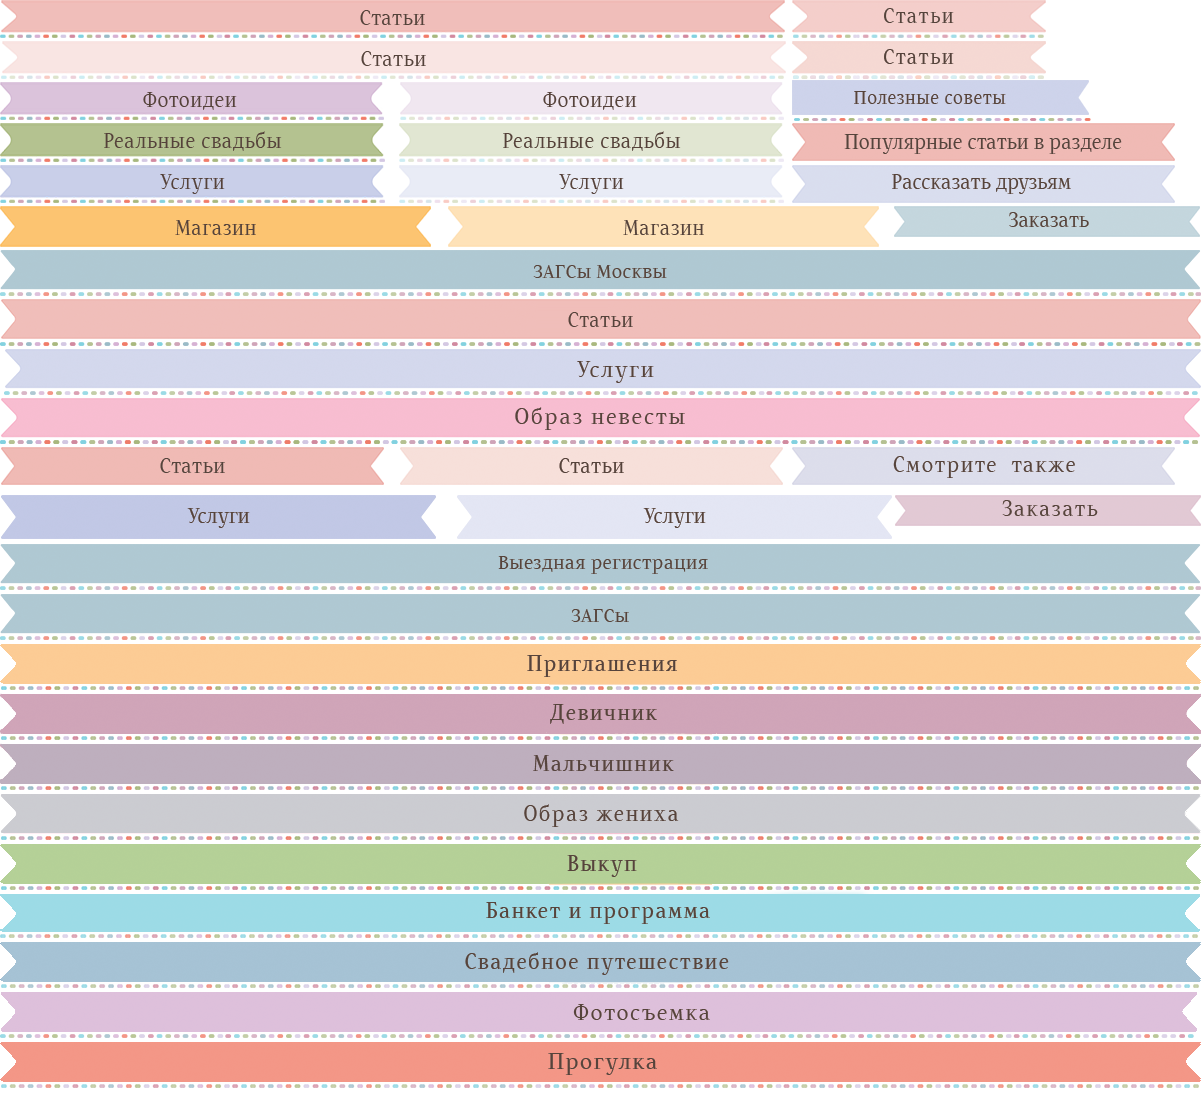 Статьи
Статьи
Статьи
Статьи
Фотоидеи
Фотоидеи
Полезные советы
Реальные свадьбы
Реальные свадьбы
Популярные статьи в разделе
Услуги
Услуги
Рассказать друзьям
Магазин
Магазин
Заказать
ЗАГСы Москвы
Статьи
Услуги
Образ невесты
Статьи
Статьи
Смотрите также
Услуги
Услуги
Заказать
Выездная регистрация
ЗАГСы
Приглашения
Девичник
Мальчишник
Образ жениха
Выкуп
Банкет и программа
Свадебное путешествие
Фотосъемка
Прогулка